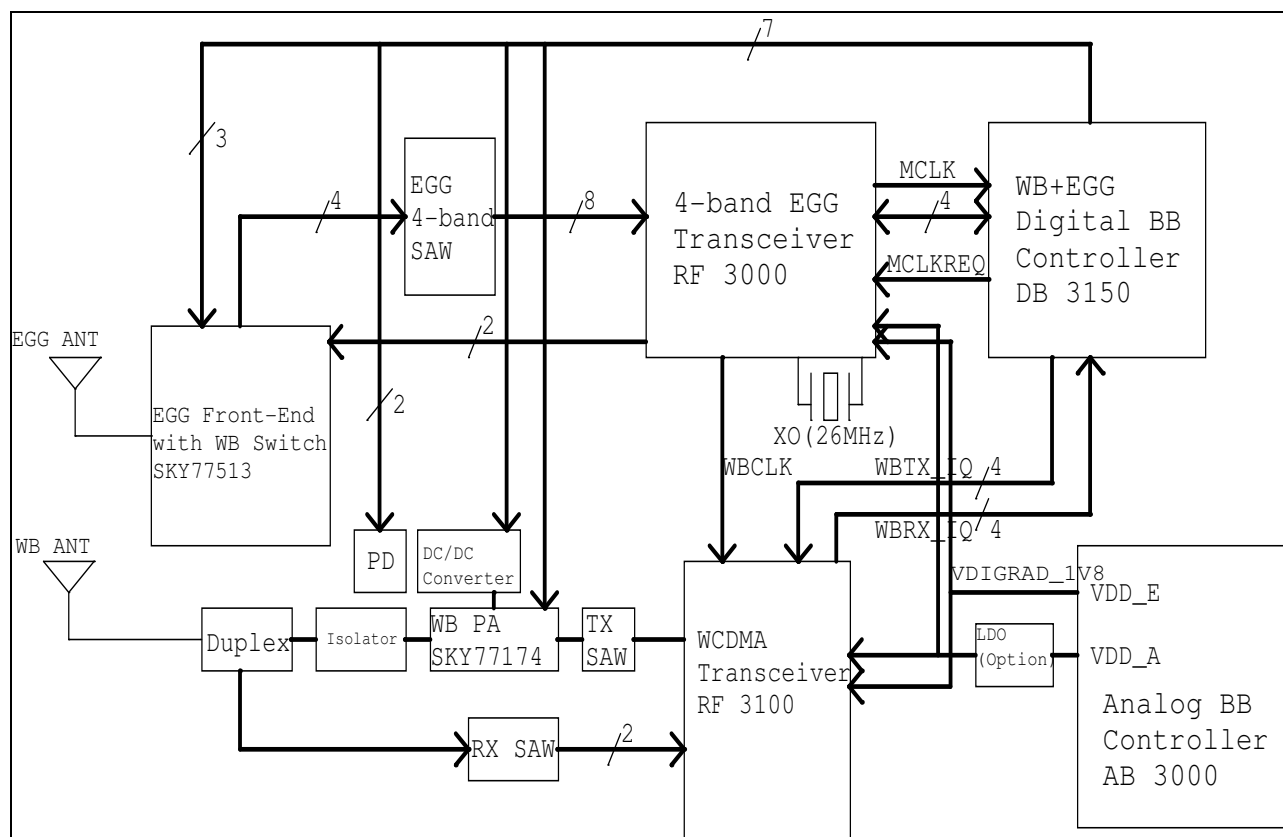 7
3
EGG
4-band
SAW
4
8
4-band EGG
Transceiver
RF 3000
MCLK
4
MCLKREQ
WB+EGG
Digital BB
Controller
DB 3150
EGG ANT
2
EGG Front-End
with WB Switch
SKY77513
2
XO(26MHz)
WBCLK
WBTX_IQ 4
WBRX_IQ 4
WB ANT
PD
DC/DC
Converter
VDIGRAD_1V8
VDD_E
Duplex
Isolator
WB PA
SKY77174
TX
SAW
WCDMA
Transceiver
RF 3100
LDO
(Option)
VDD_A
Analog BB
Controller
AB 3000
RX SAW
2